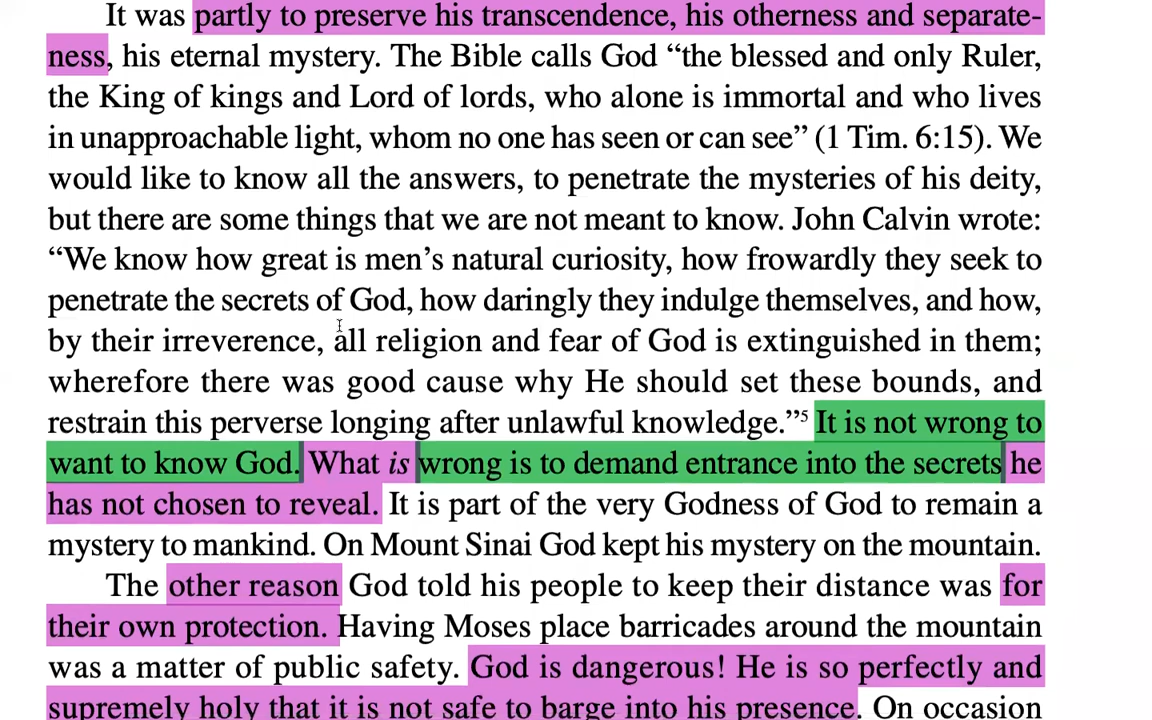 It was partly to preserve his transcendence, his otherness and separate-
ness, his eternal mystery. The Bible calls God “the blessed and only Ruler,
the King of kings and Lord of lords, who alone is immortal and who lives
in unapproachable light, whom no one has seen or can see” (1 Tim. 6:15). We
would like to know all the answers, to penetrate the mysteries of his deity,
but there are some things that we are not meant to know. John Calvin wrote:
“We know how great is men’s natural curiosity, how frowardly they seek to
penetrate the secrets of God, how daringly they indulge themselves, and how,
by their irreverence, all religion and fear of God is extinguished in them;
wherefore there was good cause why He should set these bounds, and
restrain this perverse longing after unlawful knowledge.”⁵ It is not wrong to
want to know God. What is wrong is to demand entrance into the secrets he
has not chosen to reveal. It is part of the very Godness of God to remain a
mystery to mankind. On Mount Sinai God kept his mystery on the mountain.
The other reason God told his people to keep their distance was for
their own protection. Having Moses place barricades around the mountain
was a matter of public safety. God is dangerous! He is so perfectly and
supremely holy that it is not safe to barge into his presence. On occasion